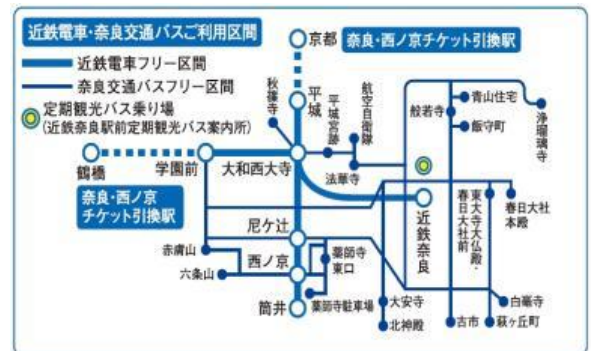 近鉄電車・奈良交通バスご利用区間
近鉄電車フリー区間
奈良交通バスフリー区間
定期観光バス乗り場
(近鉄奈良駅前定期観光バス案内所)
京都
奈良・西ノ京チケット引換駅
秋篠寺
平城
平城宮跡
航空自衛隊
般若寺
青山住宅
飯守町
浄瑠璃寺
鶴橋
学園前
大和西大寺
法華寺
奈良・西ノ京
チケット引換駅
近鉄奈良
東大寺大仏殿・
春日大社前
春日大社
本殿
尼ヶ辻
赤膚山
西ノ京
薬師寺
東口
六条山
筒井
薬師寺駐車場
大安寺
北神殿
古市
萩ヶ丘町
白毫寺